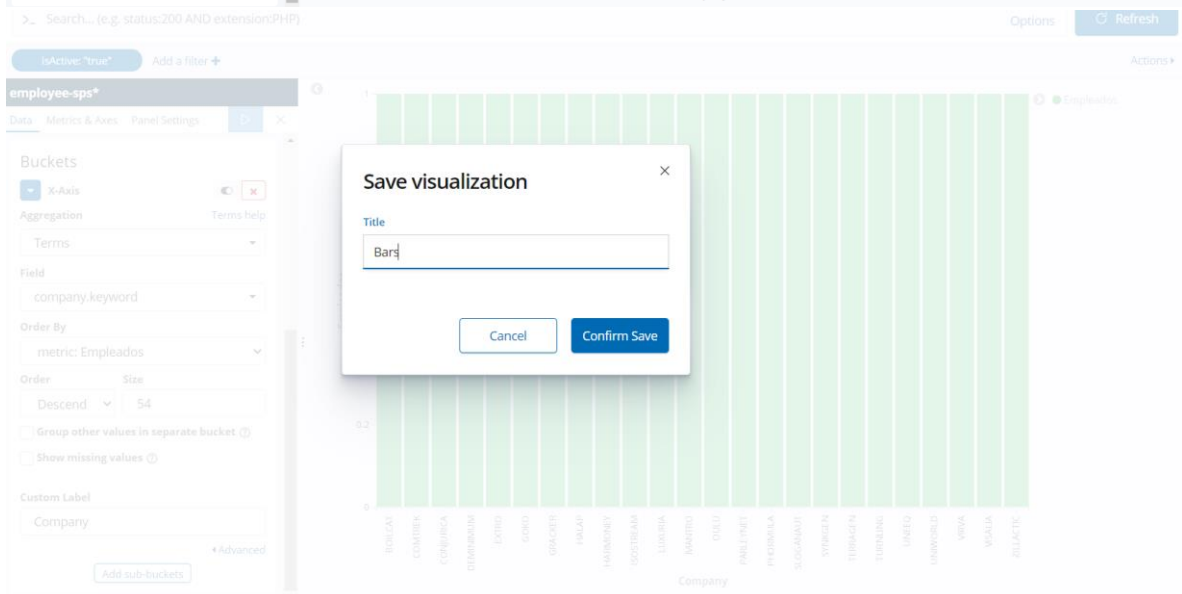 >_ Search... (e.g. status:200 AND extension:PHP)
Options
Refresh
isActive: "true"
Add a filter +
Actions
employee-sps*
Data Metrics & Axes Panel Settings
Buckets
X-Axis
Aggregation
Terms help
Terms
Field
company.keyword
Order By
metric: Empleados
Order
Size
Descend
54
Group other values in separate bucket
Show missing values
Custom Label
Company
Advanced
Add sub-buckets
Save visualization
Title
Bars
Cancel
Confirm Save
1
0.2
0
Empleados
COMTREK
CONJURICA
DEMINIMUM
EXTRO
GOKO
GRACKER
HALAP
HARMONEY
ISOSTREAM
LUXURIA
MANTRO
OULU
PARLEYNET
SLOGANAUT
SYNKGEN
TERRAGEN
TURNLING
UNEEQ
UNIWORLD
VIRVA
VISALIA
ZILLACTIC
Company